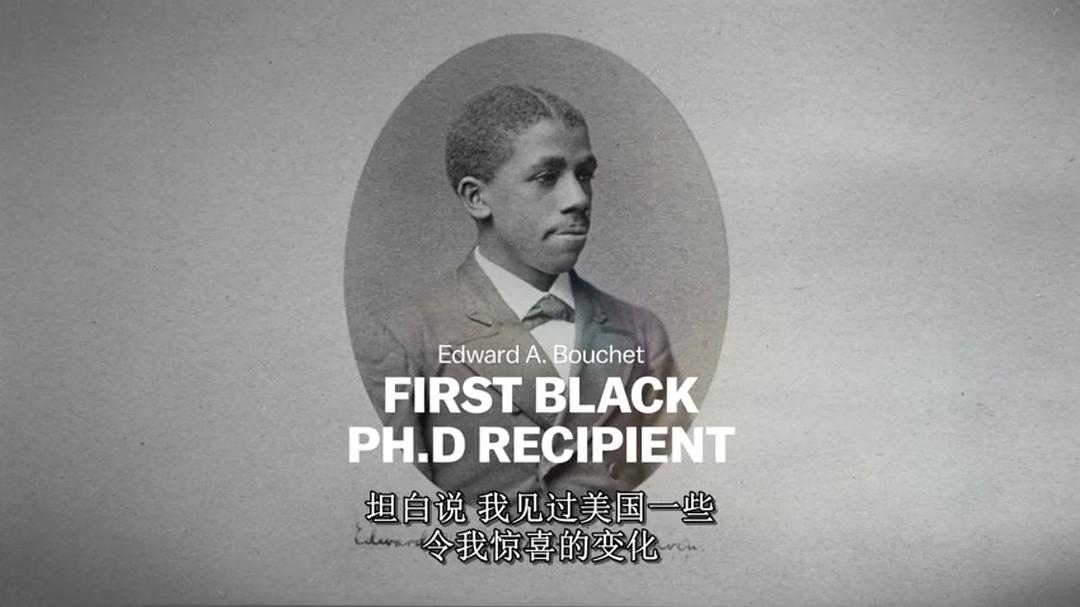 Edward A. Bouchet
FIRST BLACK
PH.D RECIPIENT
坦白说 我见过美国一些
令我惊喜的变化
Edward